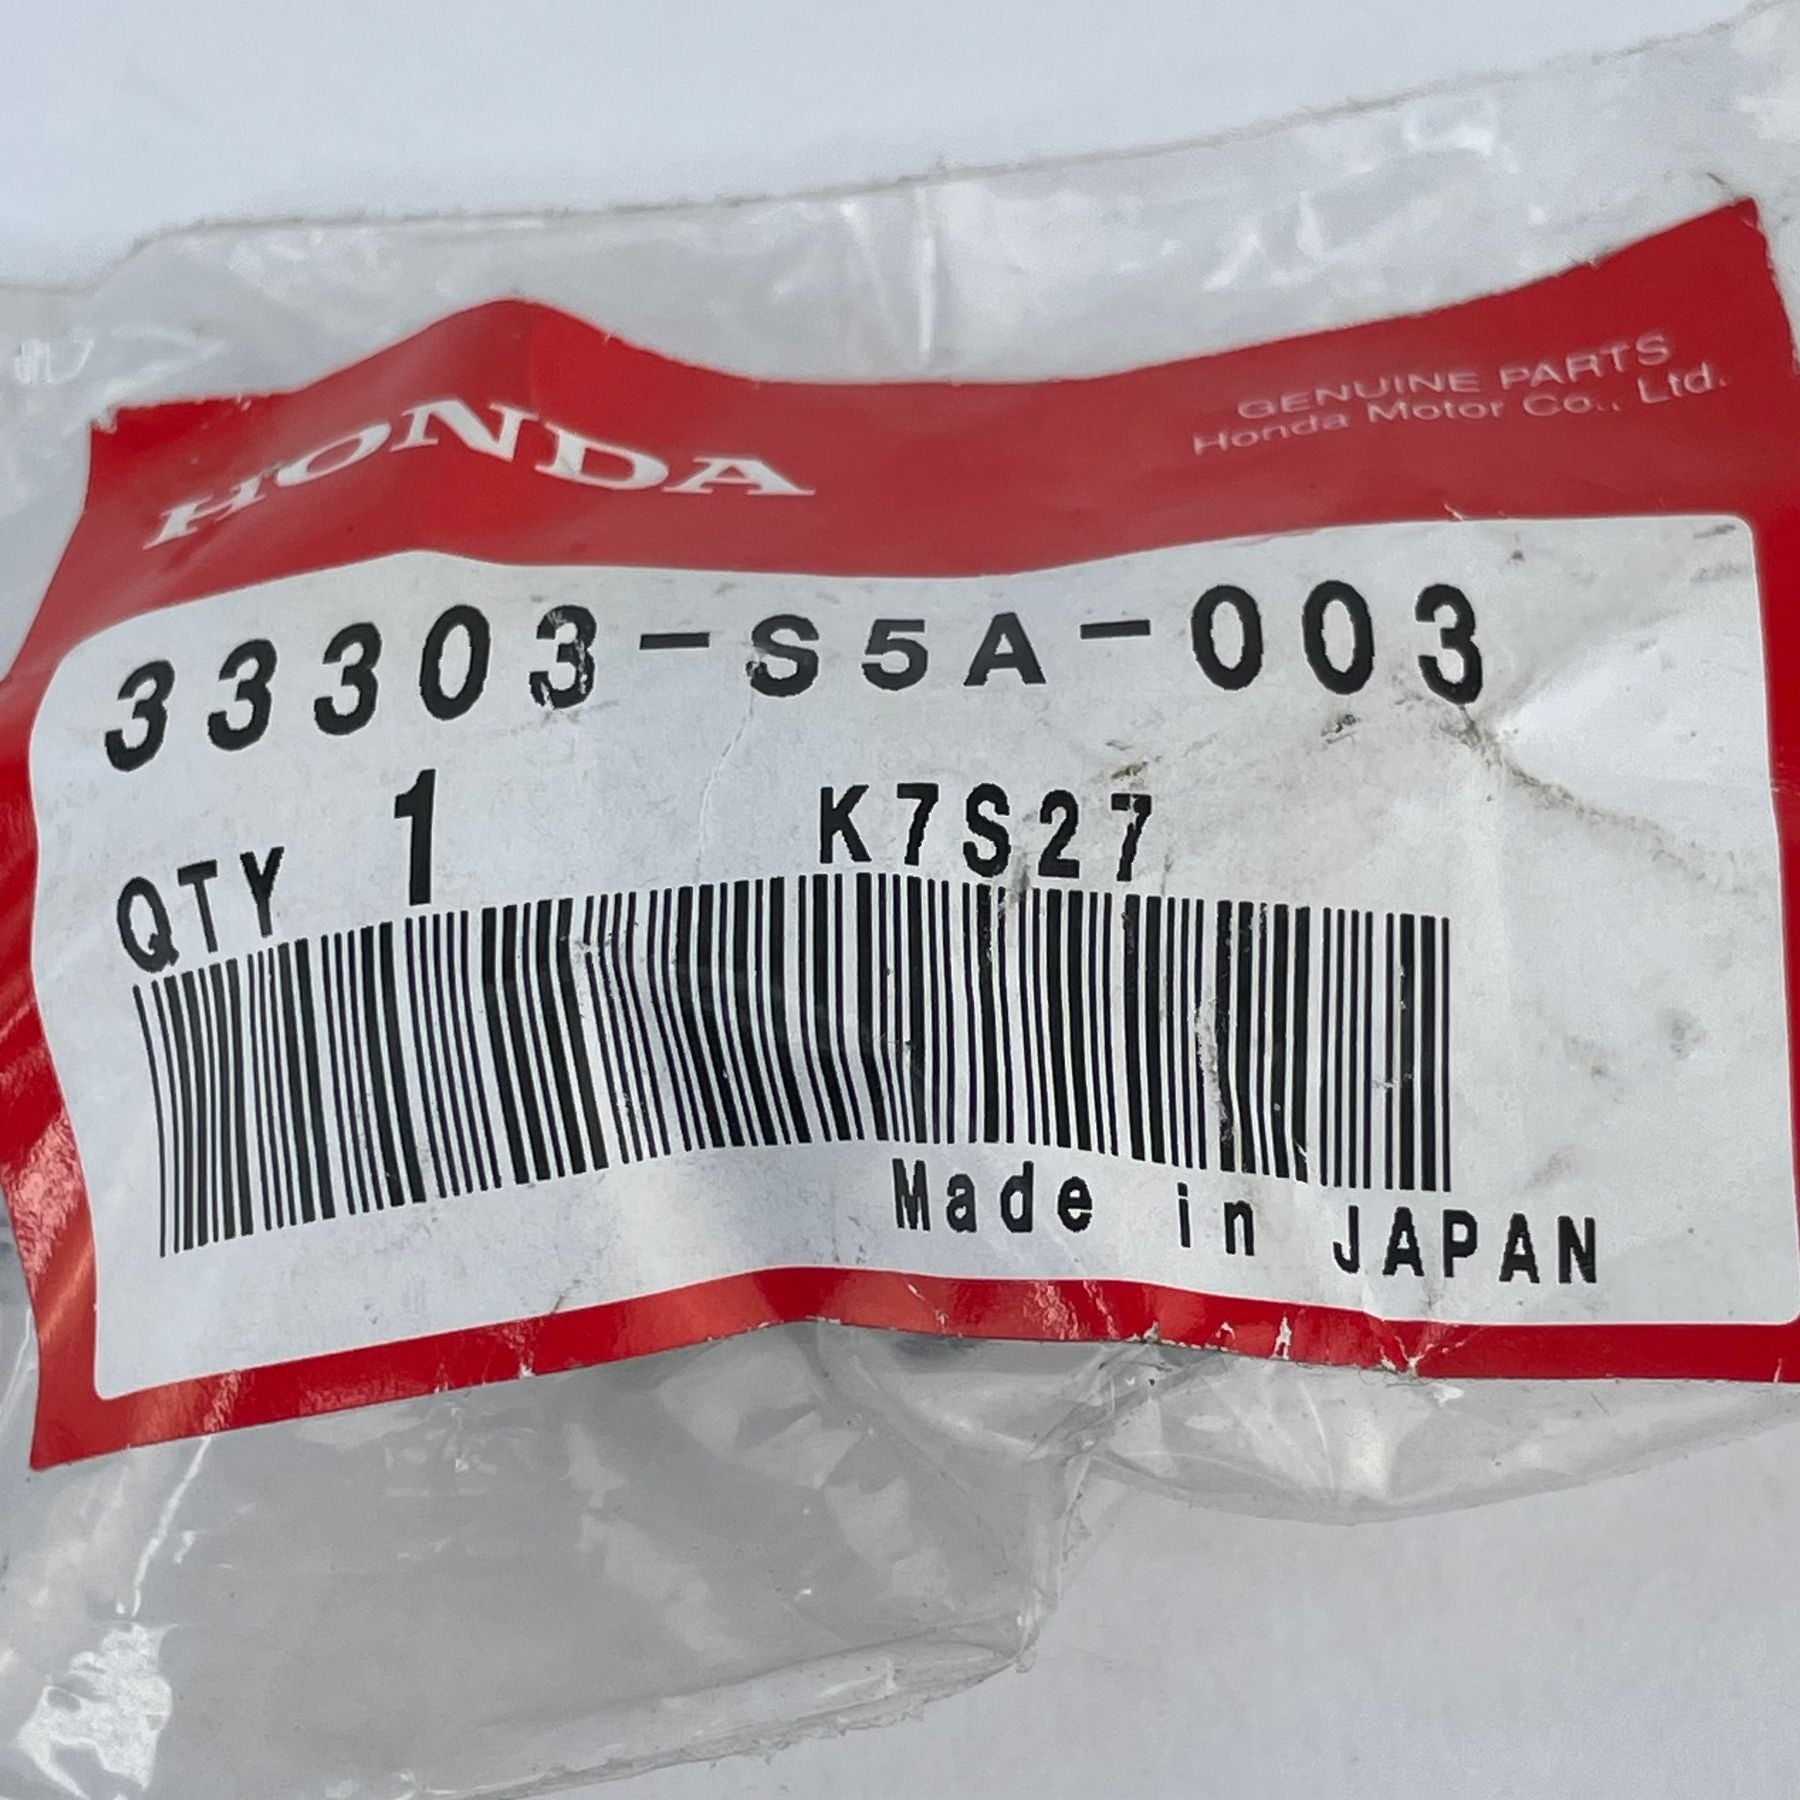 HONDA
GENUINE PARTS
Honda Motor Co., Ltd.
33303-S5A-003
QTY 1 K7S27
Made in JAPAN